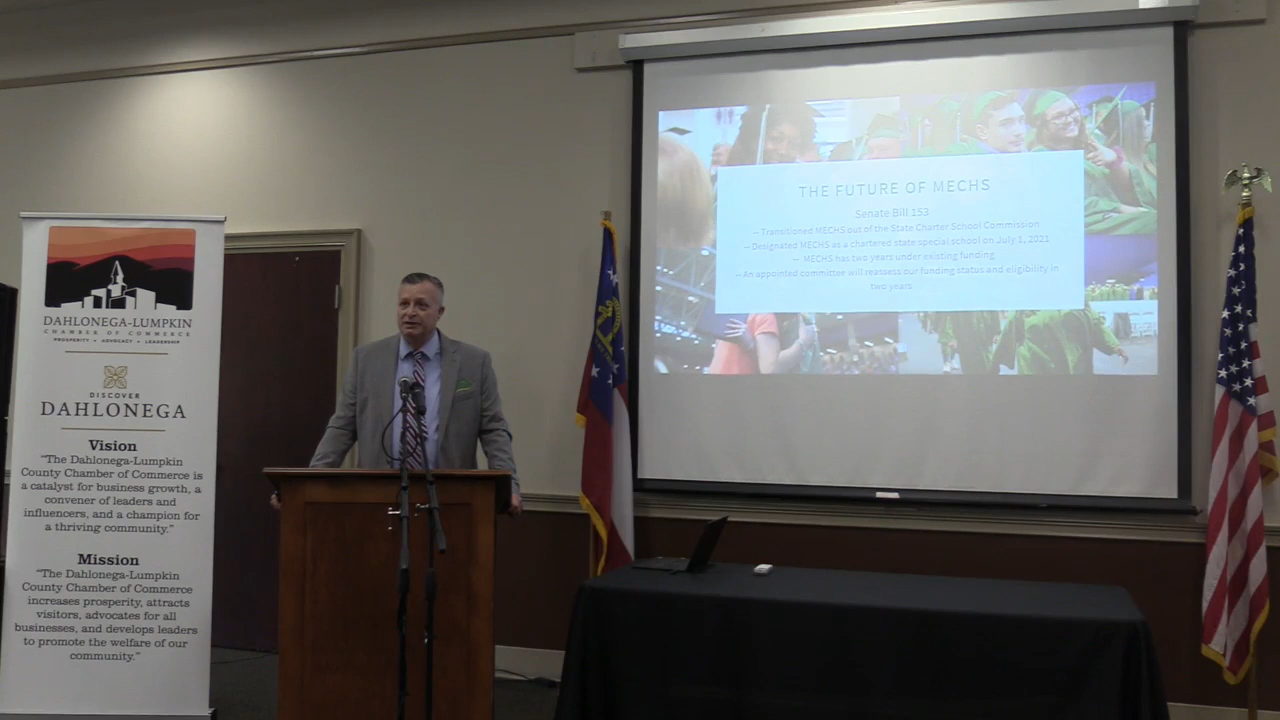 DAHLONEGA-LUMPKIN
CHAMBER OF COMMERCE
PROSPERITY • ADVOCACY • LEADERSHIP
DISCOVER
DAHLONEGA
Vision
"The Dahlonega-Lumpkin
County Chamber of Commerce is
a catalyst for business growth, a
convener of leaders and
influencers, and a champion for
a thriving community."
Mission
"The Dahlonega-Lumpkin
County Chamber of Commerce
increases prosperity, attracts
visitors, advocates for all
businesses, and develops leaders
to promote the welfare of our
community."
THE FUTURE OF MECHS
Senate Bill 153
-- Transitioned MECHS out of the State Charter School Commission
-- Designated MECHS as a chartered state special school on July 1, 2021
-- MECHS has two years under existing funding
-- An appointed committee will reassess our funding status and eligibility in
two years